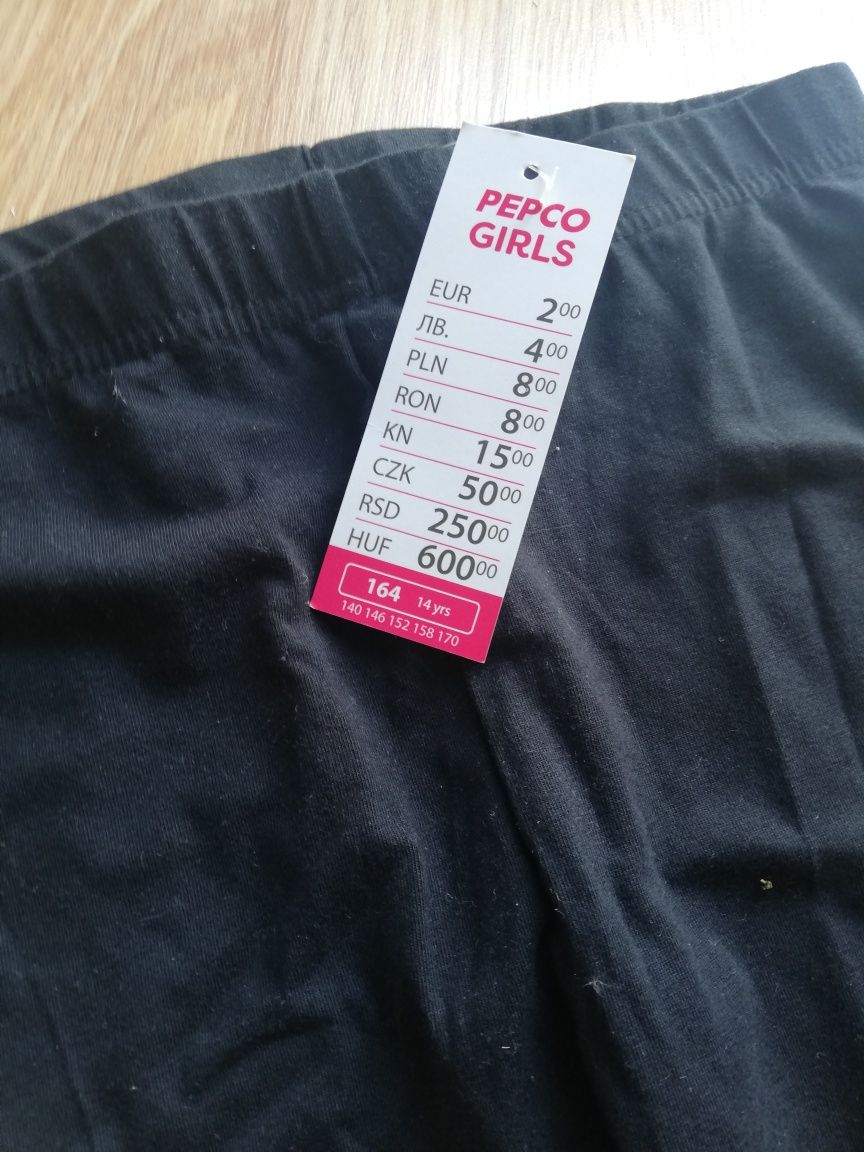 PEPCO
GIRLS
EUR 2 00
ЛВ. 4 00
PLN 8 00
RON 8 00
KN 15 00
CZK 50 00
RSD 250 00
HUF 600 00
164 14 yrs
140 146 152 158 170